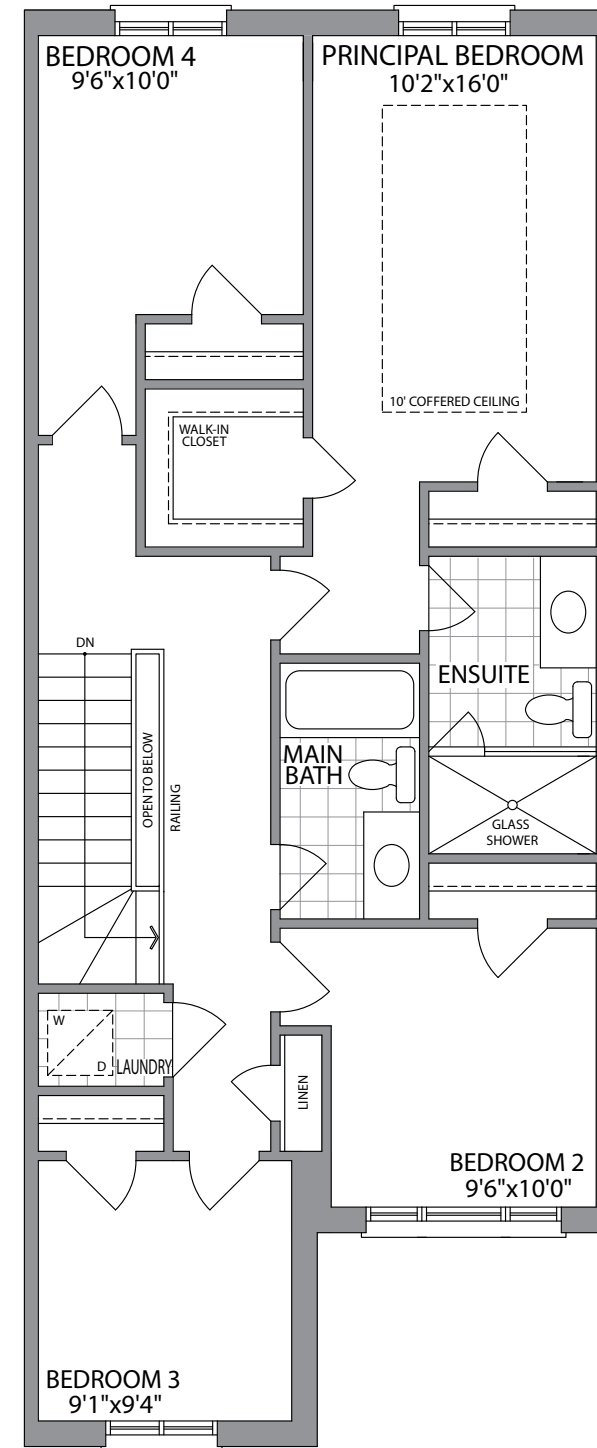 BEDROOM 4
9'6"x10'0"
PRINCIPAL BEDROOM
10'2"x16'0"
10' COFFERED CEILING
WALK-IN
CLOSET
DN
OPEN TO BELOW
RAILING
ENSUITE
MAIN
BATH
GLASS
SHOWER
W
D
LAUNDRY
LINEN
BEDROOM 2
9'6"x10'0"
BEDROOM 3
9'1"x9'4"